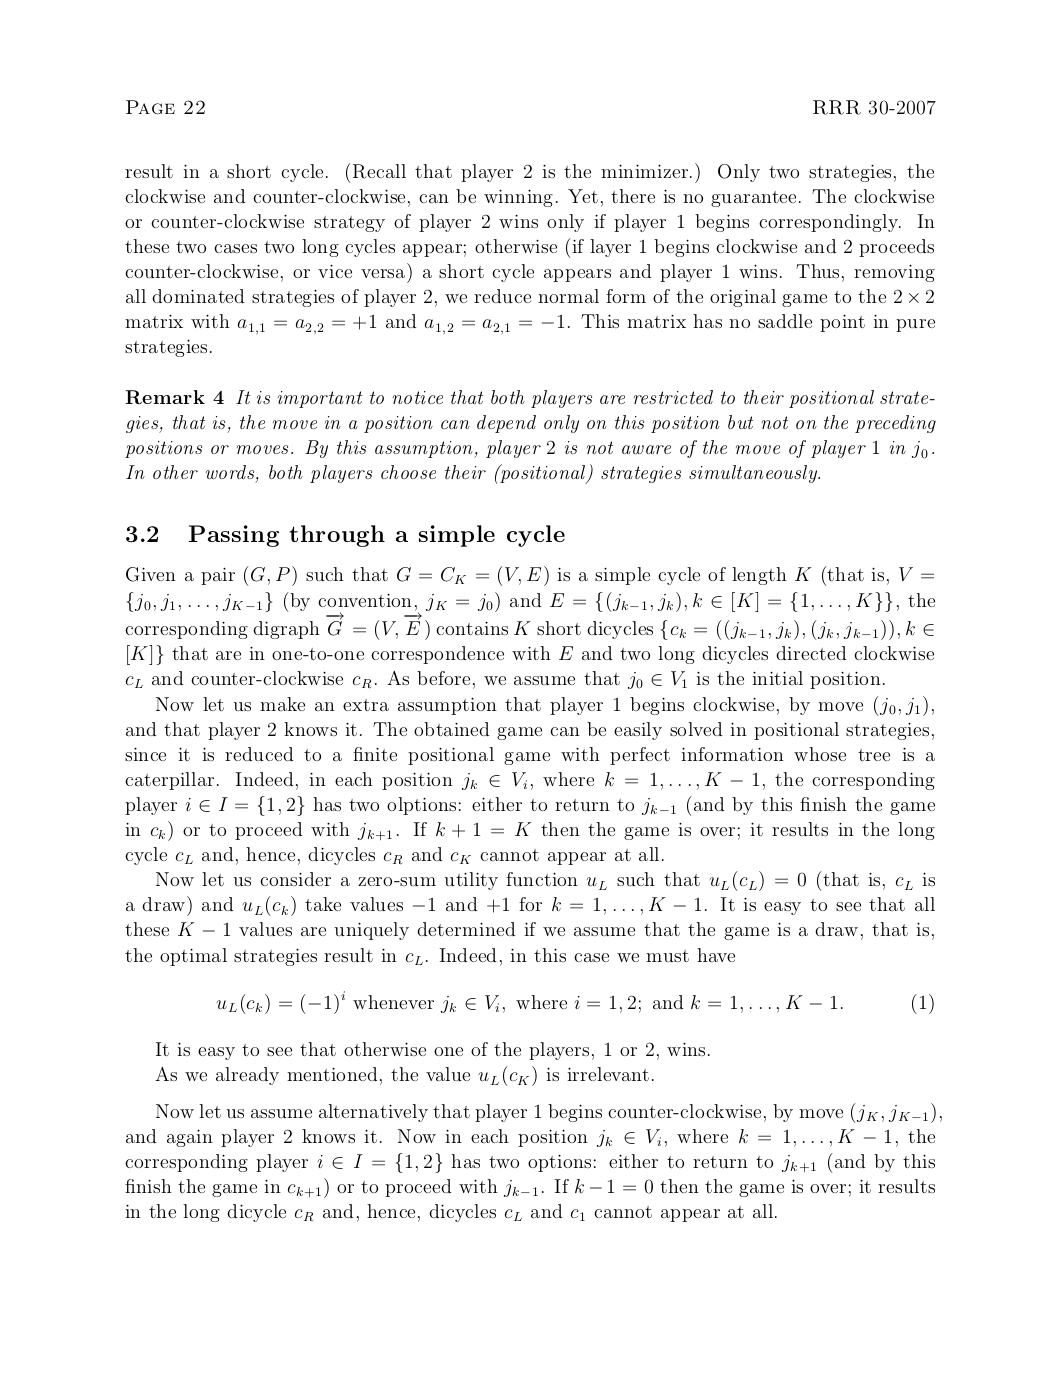 PAGE 22 RRR 30-2007
result in a short cycle. (Recall that player 2 is the minimizer.) Only two strategies, the
clockwise and counter-clockwise, can be winning. Yet, there is no guarantee. The clockwise
or counter-clockwise strategy of player 2 wins only if player 1 begins correspondingly. In
these two cases two long cycles appear; otherwise (if layer 1 begins clockwise and 2 proceeds
counter-clockwise, or vice versa) a short cycle appears and player 1 wins. Thus, removing
all dominated strategies of player 2, we reduce normal form of the original game to the 2 × 2
matrix with a_{1,1} = a_{2,2} = +1 and a_{1,2} = a_{2,1} = −1. This matrix has no saddle point in pure
strategies.
Remark 4 It is important to notice that both players are restricted to their positional strate-
gies, that is, the move in a position can depend only on this position but not on the preceding
positions or moves. By this assumption, player 2 is not aware of the move of player 1 in j_0.
In other words, both players choose their (positional) strategies simultaneously.
3.2 Passing through a simple cycle
Given a pair (G, P) such that G = C_K = (V, E) is a simple cycle of length K (that is, V =
{j_0, j_1, . . . , j_{K−1}} (by convention, j_K = j_0) and E = {(j_{k−1}, j_k), k ∈ [K] = {1, . . . , K}}, the
corresponding digraph \overrightarrow{G} = (V, \overrightarrow{E}) contains K short dicycles {c_k = ((j_{k−1}, j_k), (j_k, j_{k−1})), k ∈
[K]} that are in one-to-one correspondence with E and two long dicycles directed clockwise
c_L and counter-clockwise c_R. As before, we assume that j_0 ∈ V_1 is the initial position.
Now let us make an extra assumption that player 1 begins clockwise, by move (j_0, j_1),
and that player 2 knows it. The obtained game can be easily solved in positional strategies,
since it is reduced to a finite positional game with perfect information whose tree is a
caterpillar. Indeed, in each position j_k ∈ V_i, where k = 1, . . . , K − 1, the corresponding
player i ∈ I = {1, 2} has two olptions: either to return to j_{k−1} (and by this finish the game
in c_k) or to proceed with j_{k+1}. If k + 1 = K then the game is over; it results in the long
cycle c_L and, hence, dicycles c_R and c_K cannot appear at all.
Now let us consider a zero-sum utility function u_L such that u_L(c_L) = 0 (that is, c_L is
a draw) and u_L(c_k) take values −1 and +1 for k = 1, . . . , K − 1. It is easy to see that all
these K − 1 values are uniquely determined if we assume that the game is a draw, that is,
the optimal strategies result in c_L. Indeed, in this case we must have
u_L(c_k) = (−1)^i whenever j_k ∈ V_i, where i = 1, 2; and k = 1, . . . , K − 1. (1)
It is easy to see that otherwise one of the players, 1 or 2, wins.
As we already mentioned, the value u_L(c_K) is irrelevant.
Now let us assume alternatively that player 1 begins counter-clockwise, by move (j_K, j_{K−1}),
and again player 2 knows it. Now in each position j_k ∈ V_i, where k = 1, . . . , K − 1, the
corresponding player i ∈ I = {1, 2} has two options: either to return to j_{k+1} (and by this
finish the game in c_{k+1}) or to proceed with j_{k−1}. If k − 1 = 0 then the game is over; it results
in the long dicycle c_R and, hence, dicycles c_L and c_1 cannot appear at all.